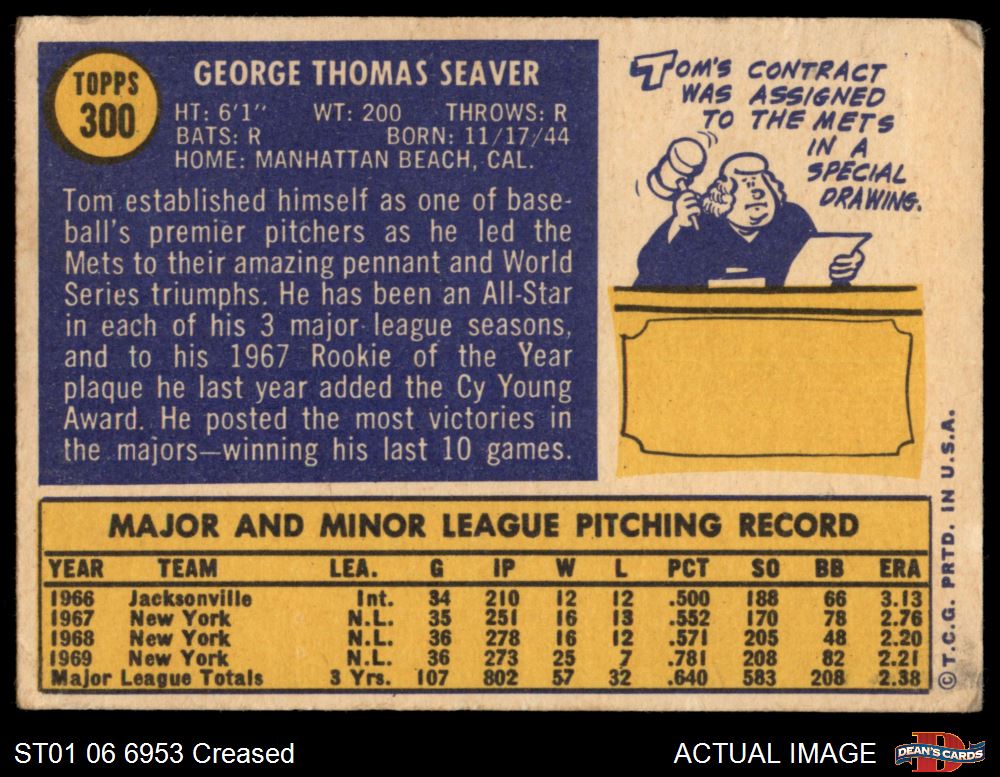 TOPPS
300
GEORGE THOMAS SEAVER
HT: 6'1" WT: 200 THROWS: R
BATS: R BORN: 11/17/44
HOME: MANHATTAN BEACH, CAL.
Tom established himself as one of base-
ball's premier pitchers as he led the
Mets to their amazing pennant and World
Series triumphs. He has been an All-Star
in each of his 3 major league seasons,
and to his 1967 Rookie of the Year
plaque he last year added the Cy Young
Award. He posted the most victories in
the majors—winning his last 10 games.
TOM'S CONTRACT
WAS ASSIGNED
TO THE METS
IN A
SPECIAL
DRAWING.
MAJOR AND MINOR LEAGUE PITCHING RECORD
YEAR TEAM LEA. G IP W L PCT SO BB ERA
1966 Jacksonville Int. 34 210 12 12 .500 188 66 3.13
1967 New York N.L. 35 251 16 13 .552 170 78 2.76
1968 New York N.L. 36 278 16 12 .571 205 48 2.20
1969 New York N.L. 36 273 25 7 .781 208 82 2.21
Major League Totals 3 Yrs. 107 802 57 32 .640 583 208 2.38
©T.C.G. PRTD. IN U.S.A.
ST01 06 6953 Creased
ACTUAL IMAGE
DEAN'S CARDS